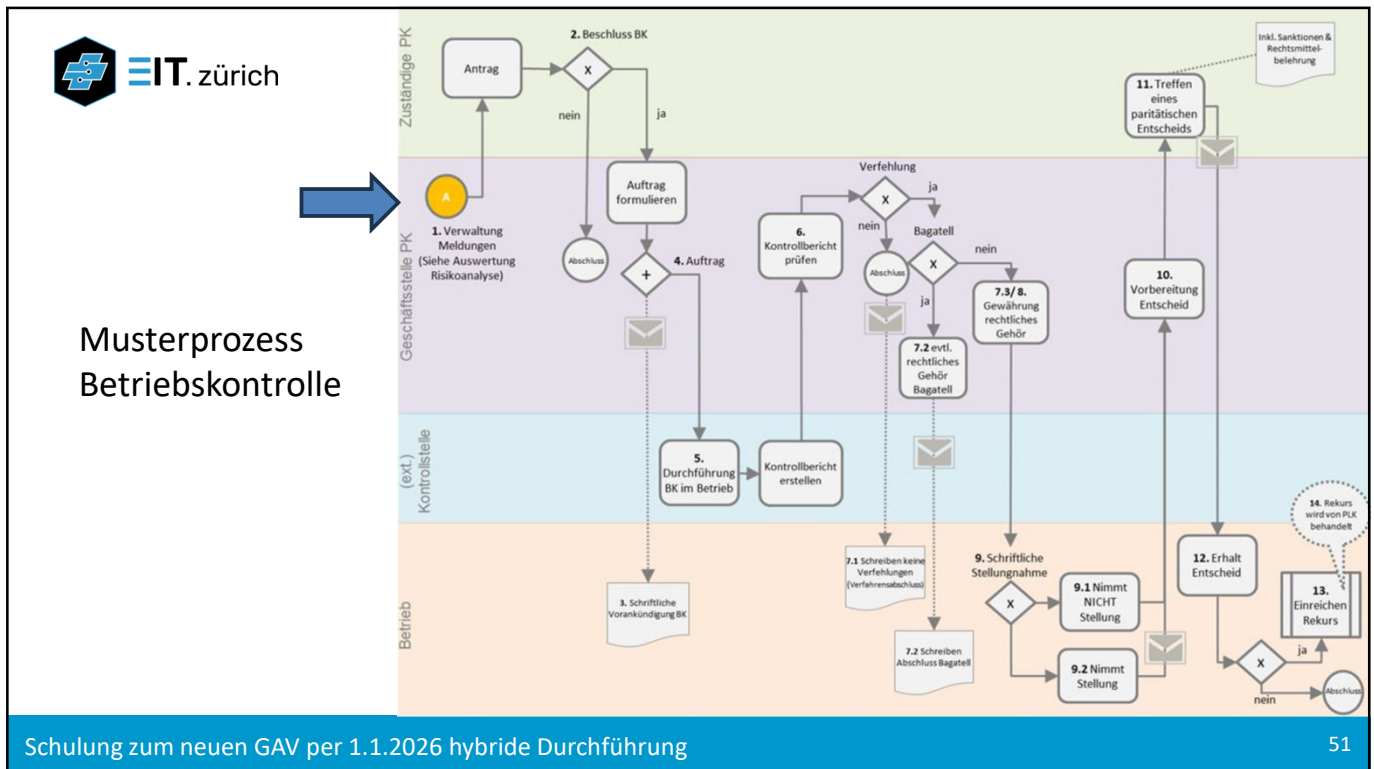 EIT. zürich
Musterprozess
Betriebskontrolle
Zuständige PK
Antrag
2. Beschluss BK
X
nein
ja
Inkl. Sanktionen &
Rechtsmittel-
belehrung
11. Treffen
eines
paritätischen
Entscheids
Geschäftsstelle PK
A
1. Verwaltung
Meldungen
(Siehe Auswertung
Risikoanalyse)
Abschluss
Auftrag
formulieren
+
4. Auftrag
6.
Kontrollbericht
prüfen
Verfehlung
X
ja
nein
Abschluss
Bagatell
X
nein
ja
7.2 evtl.
rechtliches
Gehör
Bagatell
7.3/ 8.
Gewährung
rechtliches
Gehör
10.
Vorbereitung
Entscheid
(ext.)
Kontrollstelle
5.
Durchführung
BK im Betrieb
Kontrollbericht
erstellen
Betrieb
3. Schriftliche
Vorankündigung BK
7.1 Schreiben keine
Verfehlungen
(Verfahrensabschluss)
7.2 Schreiben
Abschluss Bagatell
9. Schriftliche
Stellungnahme
X
9.1 Nimmt
NICHT
Stellung
9.2 Nimmt
Stellung
12. Erhalt
Entscheid
X
ja
nein
14. Rekurs
wird von PLK
behandelt
13.
Einreichen
Rekurs
Abschluss
Schulung zum neuen GAV per 1.1.2026 hybride Durchführung
51